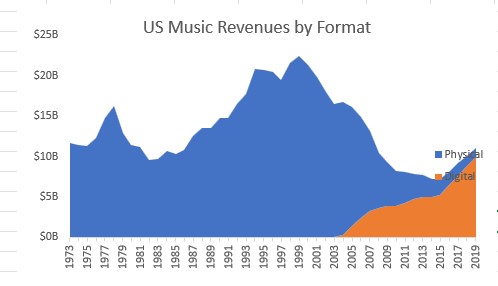 US Music Revenues by Format
$25B
$20B
$15B
$10B
$5B
$0B
Physical
Digital
1973
1975
1977
1979
1981
1983
1985
1987
1989
1991
1993
1995
1997
1999
2001
2003
2005
2007
2009
2011
2013
2015
2017
2019